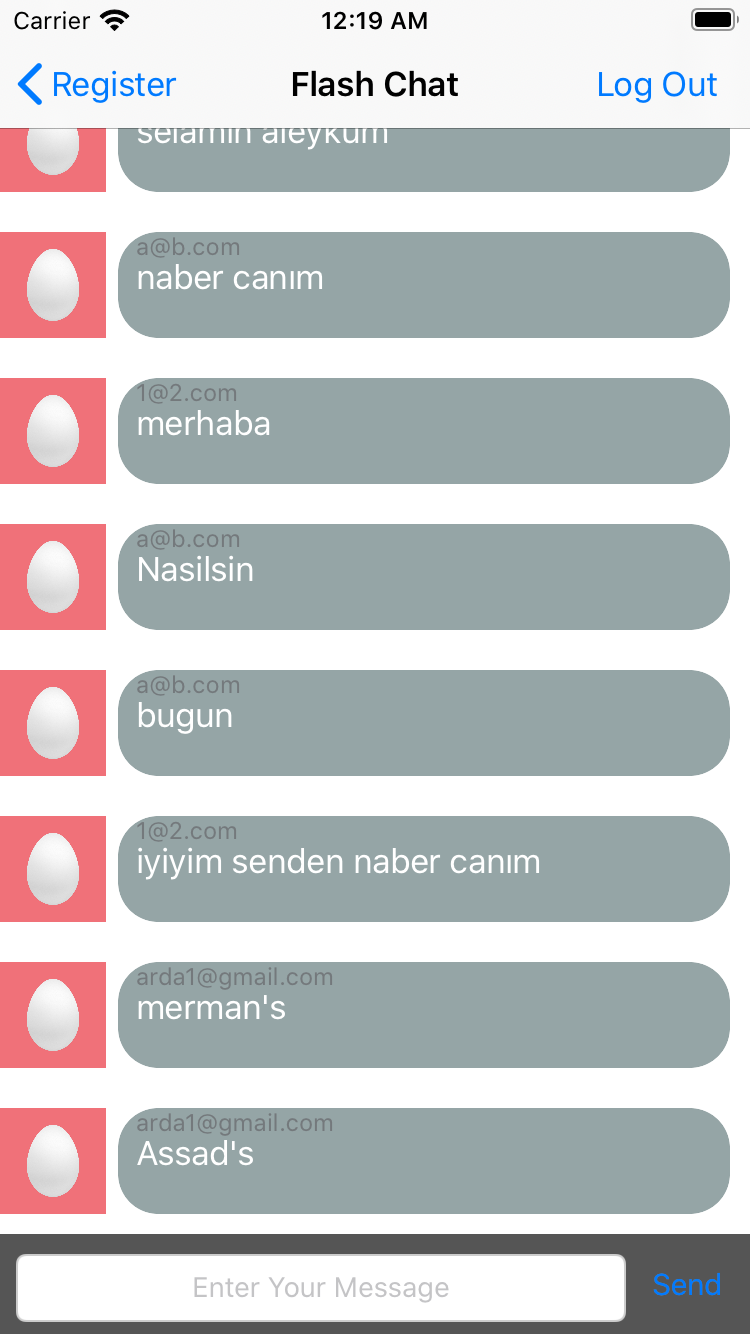 Carrier 12:19 AM
Register Flash Chat Log Out
selamin aleykum
a@b.com
naber canım
1@2.com
merhaba
a@b.com
Nasilsin
a@b.com
bugun
1@2.com
iyiyim senden naber canım
arda1@gmail.com
merman's
arda1@gmail.com
Assad's
Enter Your Message Send